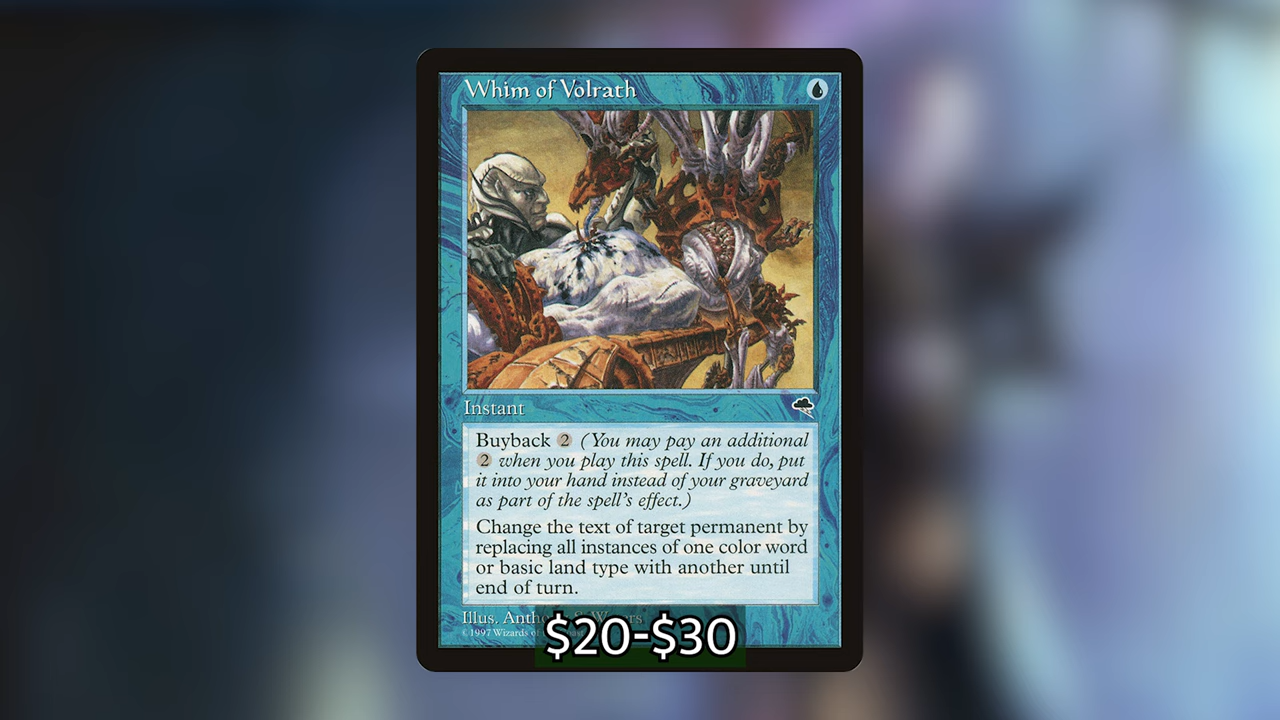 Whim of Volrath
Instant
Buyback 2 (You may pay an additional
2 when you play this spell. If you do, put
it into your hand instead of your graveyard
as part of the spell's effect.)
Change the text of target permanent by
replacing all instances of one color word
or basic land type with another until
end of turn.
Illus.
© 1997 Wizards of
$20-$30